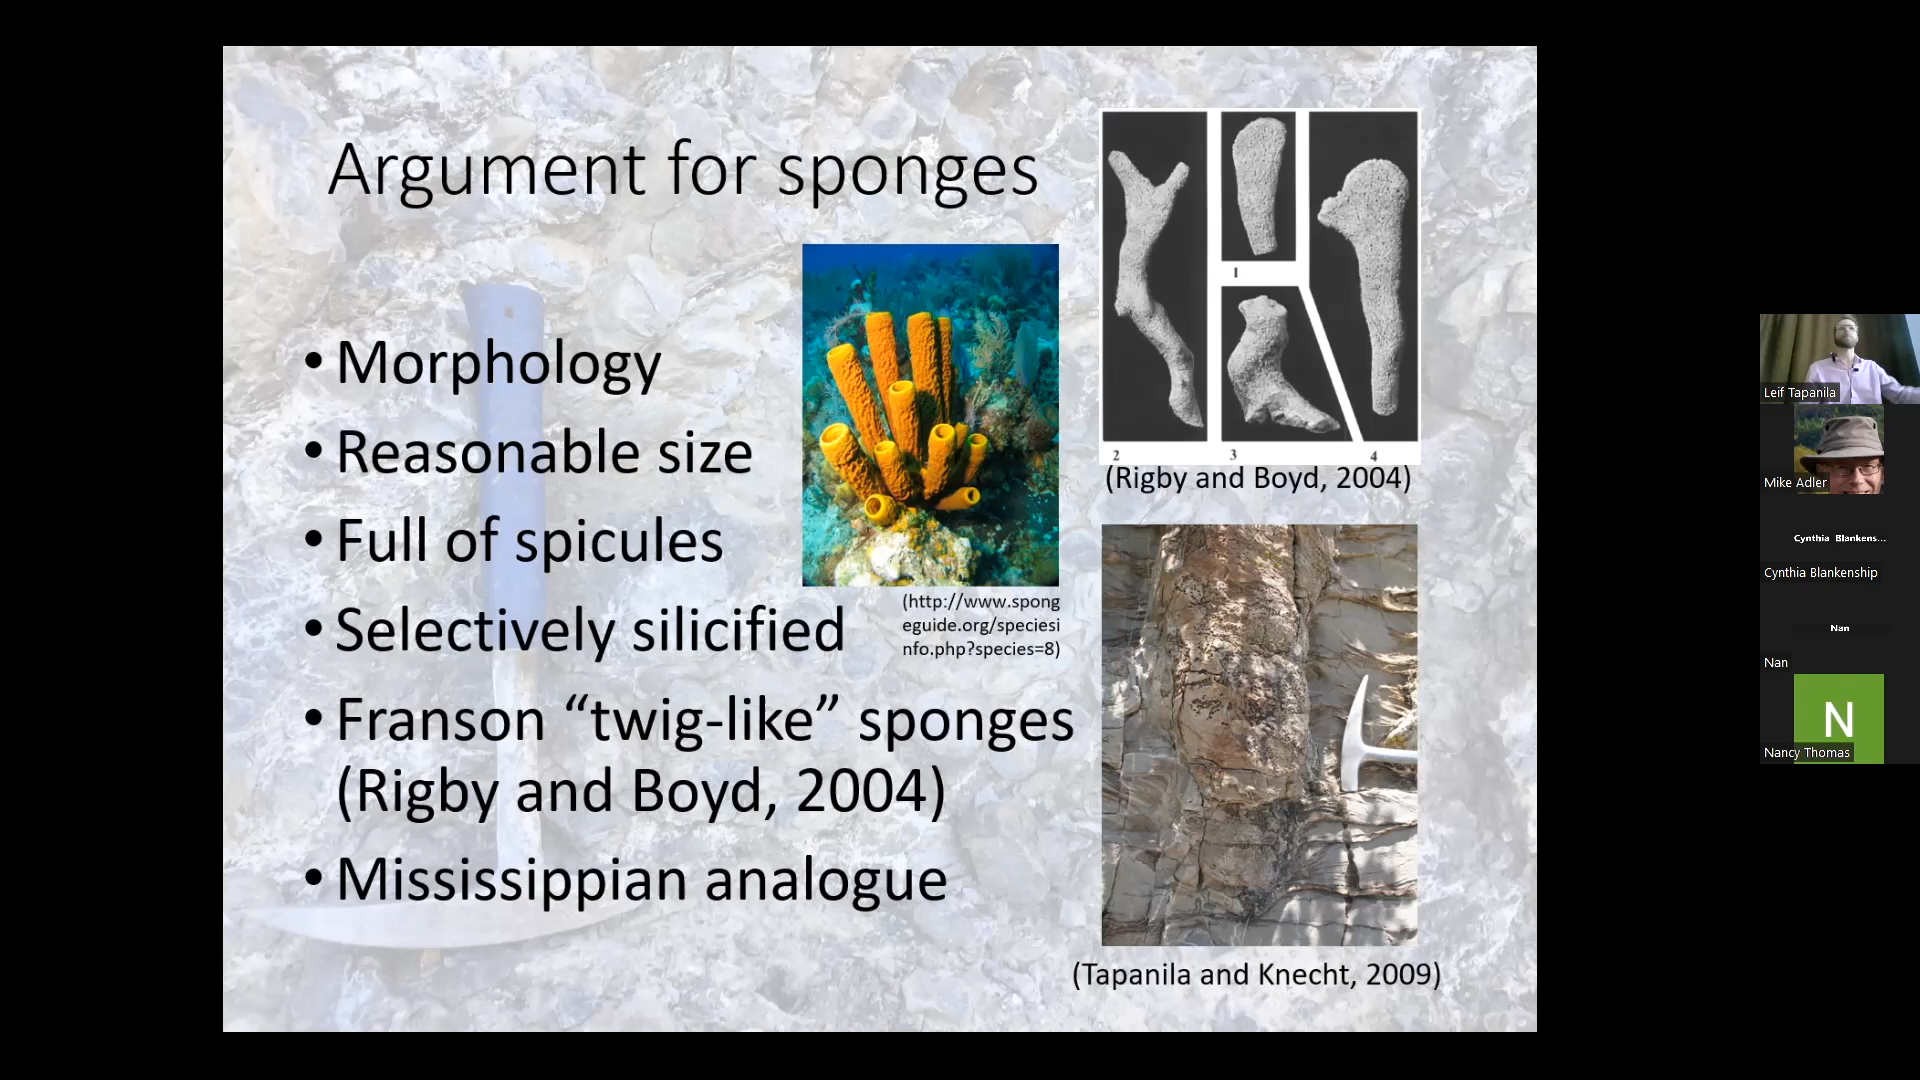 Argument for sponges
• Morphology
• Reasonable size
• Full of spicules
• Selectively silicified
• Franson “twig-like” sponges
(Rigby and Boyd, 2004)
• Mississippian analogue
(http://www.spong
eguide.org/speciesi
nfo.php?species=8)
1
2
3
4
(Rigby and Boyd, 2004)
(Tapanila and Knecht, 2009)
Leif Tapanila
Mike Adler
Cynthia Blankens...
Cynthia Blankenship
Nan
Nan
N
Nancy Thomas